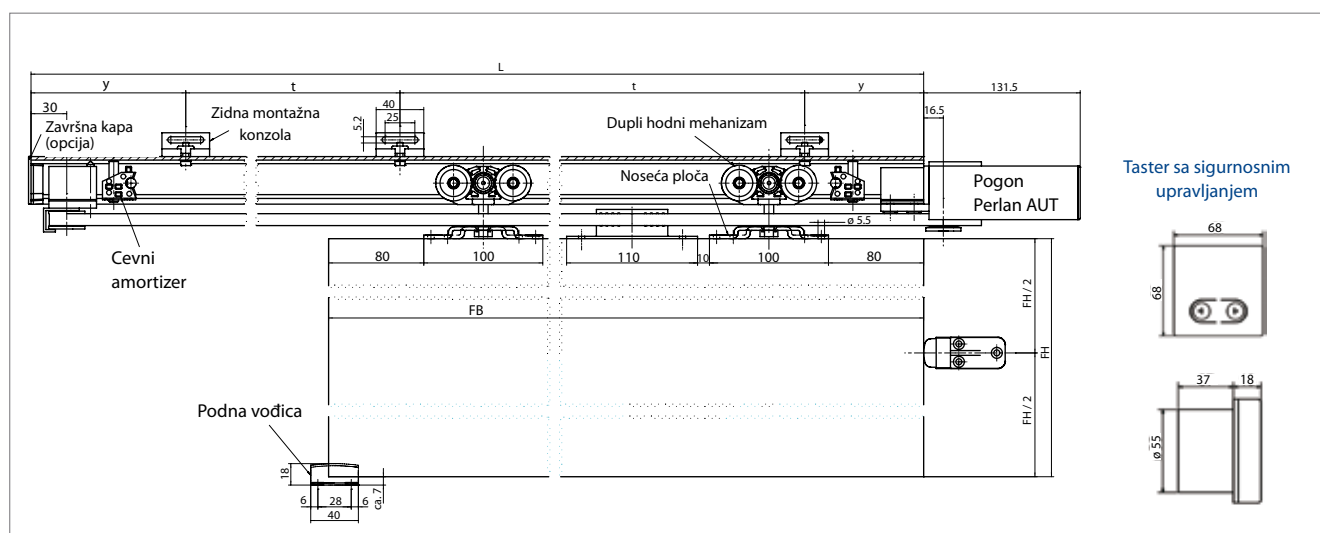 L
y
t
t
y
131.5
30
40
25
5.2
16.5
Završna kapa
(opcija)
Zidna montažna
konzola
Dupli hodni mehanizam
Noseća ploča
Pogon
Perlan AUT
ø 5.5
Cevni
amortizer
80
100
110
10
100
80
FB
FH / 2
FH
FH / 2
Podna vođica
18
ca. 7
6
28
6
40
Taster sa sigurnosnim
upravljanjem
68
68
37
18
ø 55